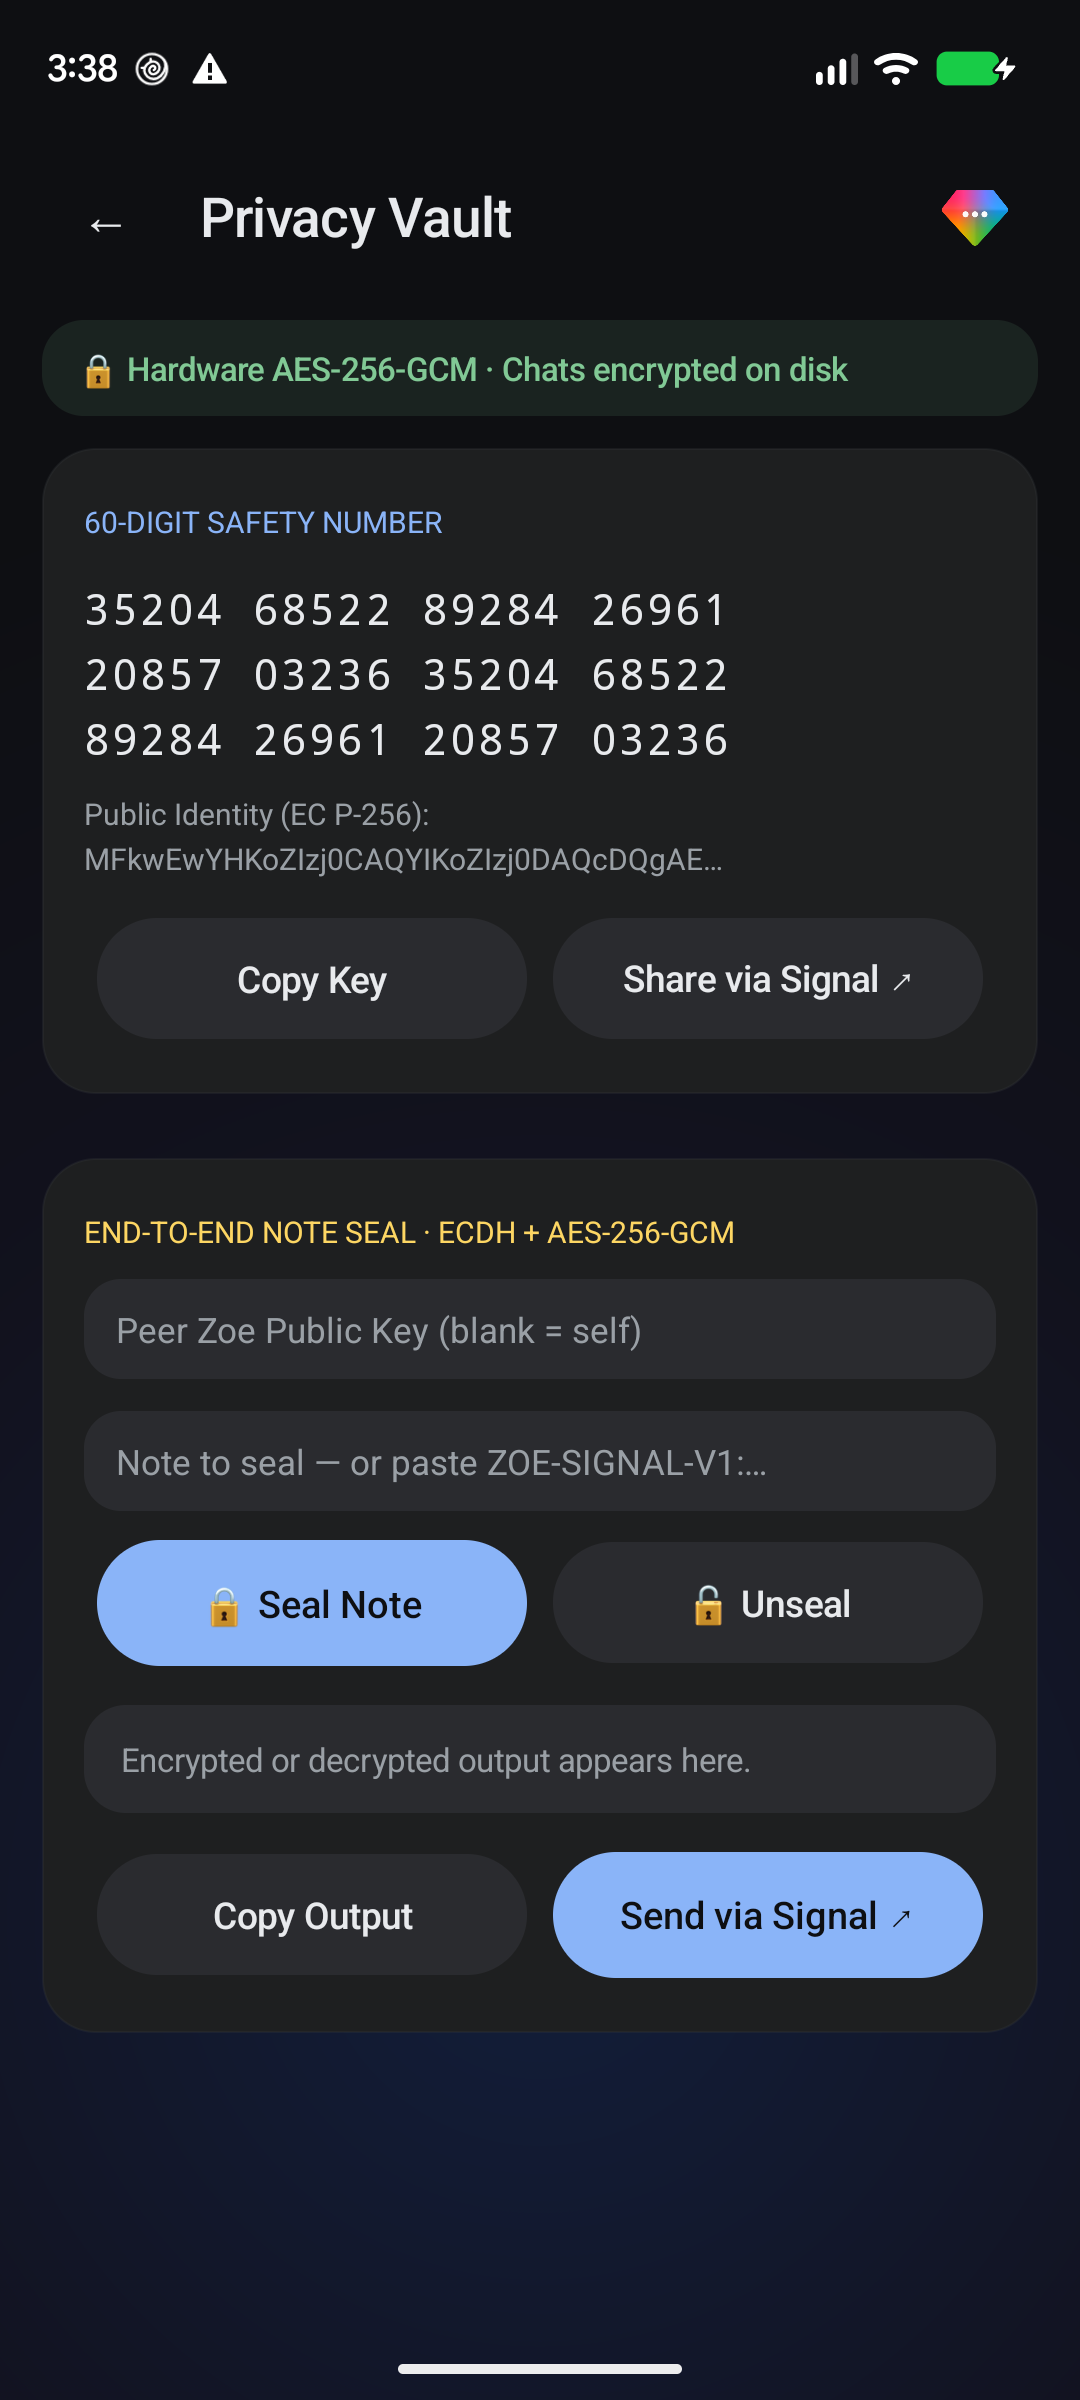 3:38
← Privacy Vault
🔒 Hardware AES-256-GCM · Chats encrypted on disk
60-DIGIT SAFETY NUMBER
35204 68522 89284 26961
20857 03236 35204 68522
89284 26961 20857 03236
Public Identity (EC P-256):
MFkwEwYHKoZIzj0CAQYIKoZIzj0DAQcDQgAE…
Copy Key
Share via Signal ↗
END-TO-END NOTE SEAL · ECDH + AES-256-GCM
Peer Zoe Public Key (blank = self)
Note to seal — or paste ZOE-SIGNAL-V1:…
🔒 Seal Note
🔓 Unseal
Encrypted or decrypted output appears here.
Copy Output
Send via Signal ↗